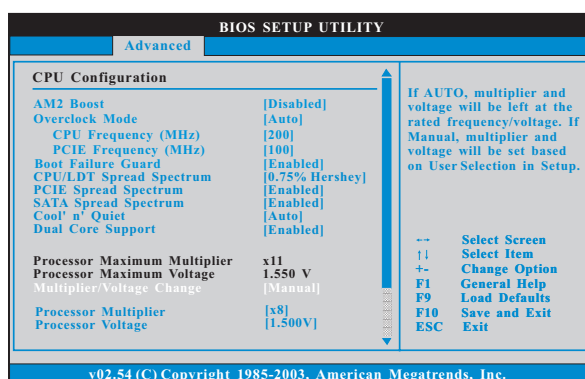 BIOS SETUP UTILITY
Advanced
CPU Configuration
AM2 Boost [Disabled]
Overclock Mode [Auto]
CPU Frequency (MHz) [200]
PCIE Frequency (MHz) [100]
Boot Failure Guard [Enabled]
CPU/LDT Spread Spectrum [0.75% Hershey]
PCIE Spread Spectrum [Enabled]
SATA Spread Spectrum [Enabled]
Cool' n' Quiet [Auto]
Dual Core Support [Enabled]
Processor Maximum Multiplier x11
Processor Maximum Voltage 1.550 V
Multiplier/Voltage Change [Manual]
Processor Multiplier [x8]
Processor Voltage [1.500V]
If AUTO, multiplier and
voltage will be left at the
rated frequency/voltage. If
Manual, multiplier and
voltage will be set based
on User Selection in Setup.
←→ Select Screen
↑↓ Select Item
+- Change Option
F1 General Help
F9 Load Defaults
F10 Save and Exit
ESC Exit
v02.54 (C) Copyright 1985-2003, American Megatrends, Inc.